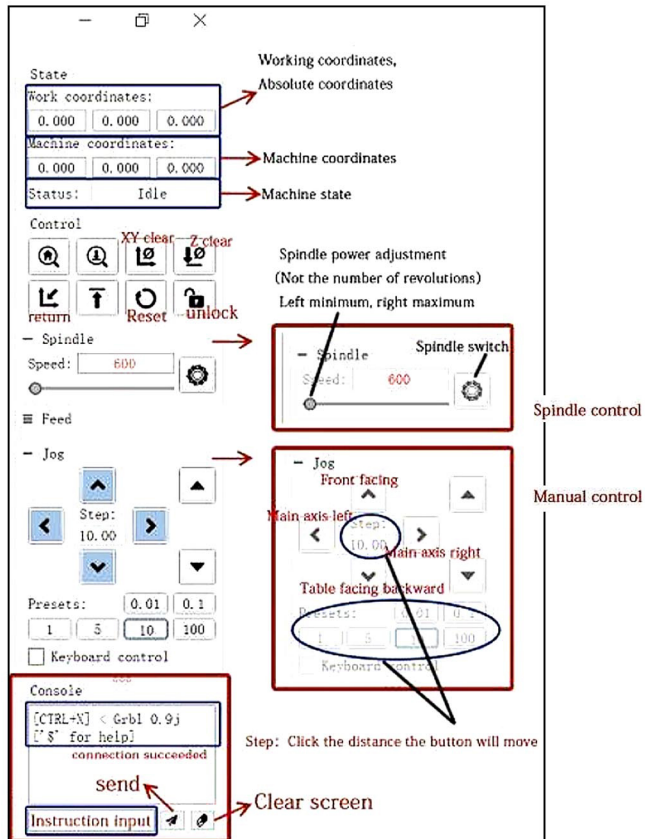 State
Work coordinates:
0.000 0.000 0.000
Machine coordinates:
0.000 0.000 0.000
Status: Idle
Working coordinates,
Absolute coordinates
Machine coordinates
Machine state
Control
XY clear Z clear
return Reset unlock
Spindle power adjustment
(Not the number of revolutions)
Left minimum, right maximum
— Spindle
Speed: 600
— Spindle
Speed: 600
Spindle switch
Spindle control
≡ Feed
— Jog
Step:
10.00
Presets: 0.01 0.1
1 5 10 100
Keyboard control
— Jog
Front facing
Main axis left
Step:
10.00
Main axis right
Table facing backward
Presets: 0.01 0.1
1 5 10 100
Keyboard control
Manual control
Step: Click the distance the button will move
Console
[CTRL+X] < Grbl 0.9j
['$' for help]
connection succeeded
send
Instruction input
Clear screen